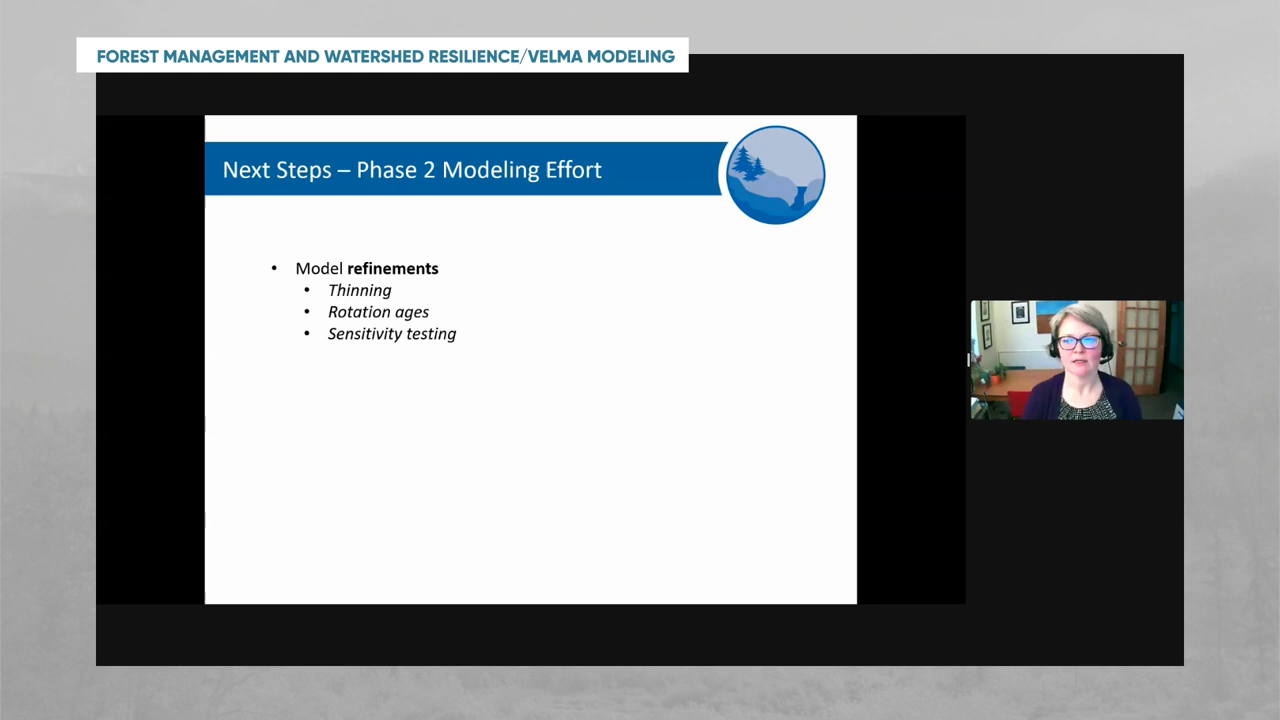 FOREST MANAGEMENT AND WATERSHED RESILIENCE/VELMA MODELING
Next Steps – Phase 2 Modeling Effort
• Model refinements
• Thinning
• Rotation ages
• Sensitivity testing